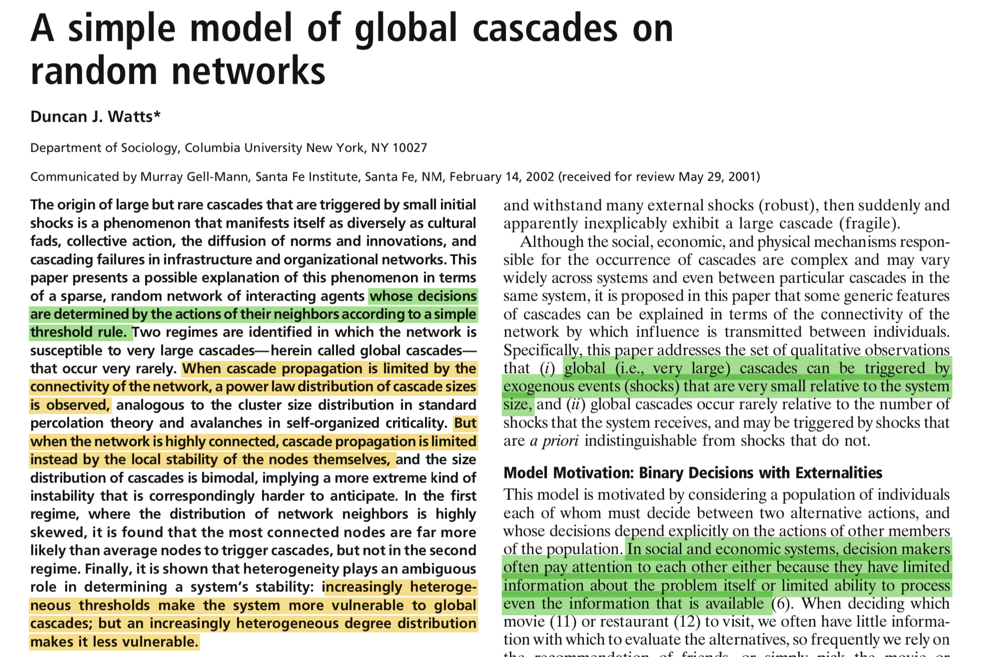 A simple model of global cascades on
random networks
Duncan J. Watts*
Department of Sociology, Columbia University New York, NY 10027
Communicated by Murray Gell-Mann, Santa Fe Institute, Santa Fe, NM, February 14, 2002 (received for review May 29, 2001)
The origin of large but rare cascades that are triggered by small initial
shocks is a phenomenon that manifests itself as diversely as cultural
fads, collective action, the diffusion of norms and innovations, and
cascading failures in infrastructure and organizational networks. This
paper presents a possible explanation of this phenomenon in terms
of a sparse, random network of interacting agents whose decisions
are determined by the actions of their neighbors according to a simple
threshold rule. Two regimes are identified in which the network is
susceptible to very large cascades—herein called global cascades—
that occur very rarely. When cascade propagation is limited by the
connectivity of the network, a power law distribution of cascade sizes
is observed, analogous to the cluster size distribution in standard
percolation theory and avalanches in self-organized criticality. But
when the network is highly connected, cascade propagation is limited
instead by the local stability of the nodes themselves, and the size
distribution of cascades is bimodal, implying a more extreme kind of
instability that is correspondingly harder to anticipate. In the first
regime, where the distribution of network neighbors is highly
skewed, it is found that the most connected nodes are far more
likely than average nodes to trigger cascades, but not in the second
regime. Finally, it is shown that heterogeneity plays an ambiguous
role in determining a system's stability: increasingly heteroge-
neous thresholds make the system more vulnerable to global
cascades; but an increasingly heterogeneous degree distribution
makes it less vulnerable.
and withstand many external shocks (robust), then suddenly and
apparently inexplicably exhibit a large cascade (fragile).
Although the social, economic, and physical mechanisms respon-
sible for the occurrence of cascades are complex and may vary
widely across systems and even between particular cascades in the
same system, it is proposed in this paper that some generic features
of cascades can be explained in terms of the connectivity of the
network by which influence is transmitted between individuals.
Specifically, this paper addresses the set of qualitative observations
that (i) global (i.e., very large) cascades can be triggered by
exogenous events (shocks) that are very small relative to the system
size, and (ii) global cascades occur rarely relative to the number of
shocks that the system receives, and may be triggered by shocks that
are a priori indistinguishable from shocks that do not.
Model Motivation: Binary Decisions with Externalities
This model is motivated by considering a population of individuals
each of whom must decide between two alternative actions, and
whose decisions depend explicitly on the actions of other members
of the population. In social and economic systems, decision makers
often pay attention to each other either because they have limited
information about the problem itself or limited ability to process
even the information that is available (6). When deciding which
movie (11) or restaurant (12) to visit, we often have little informa-
tion with which to evaluate the alternatives, so frequently we rely on